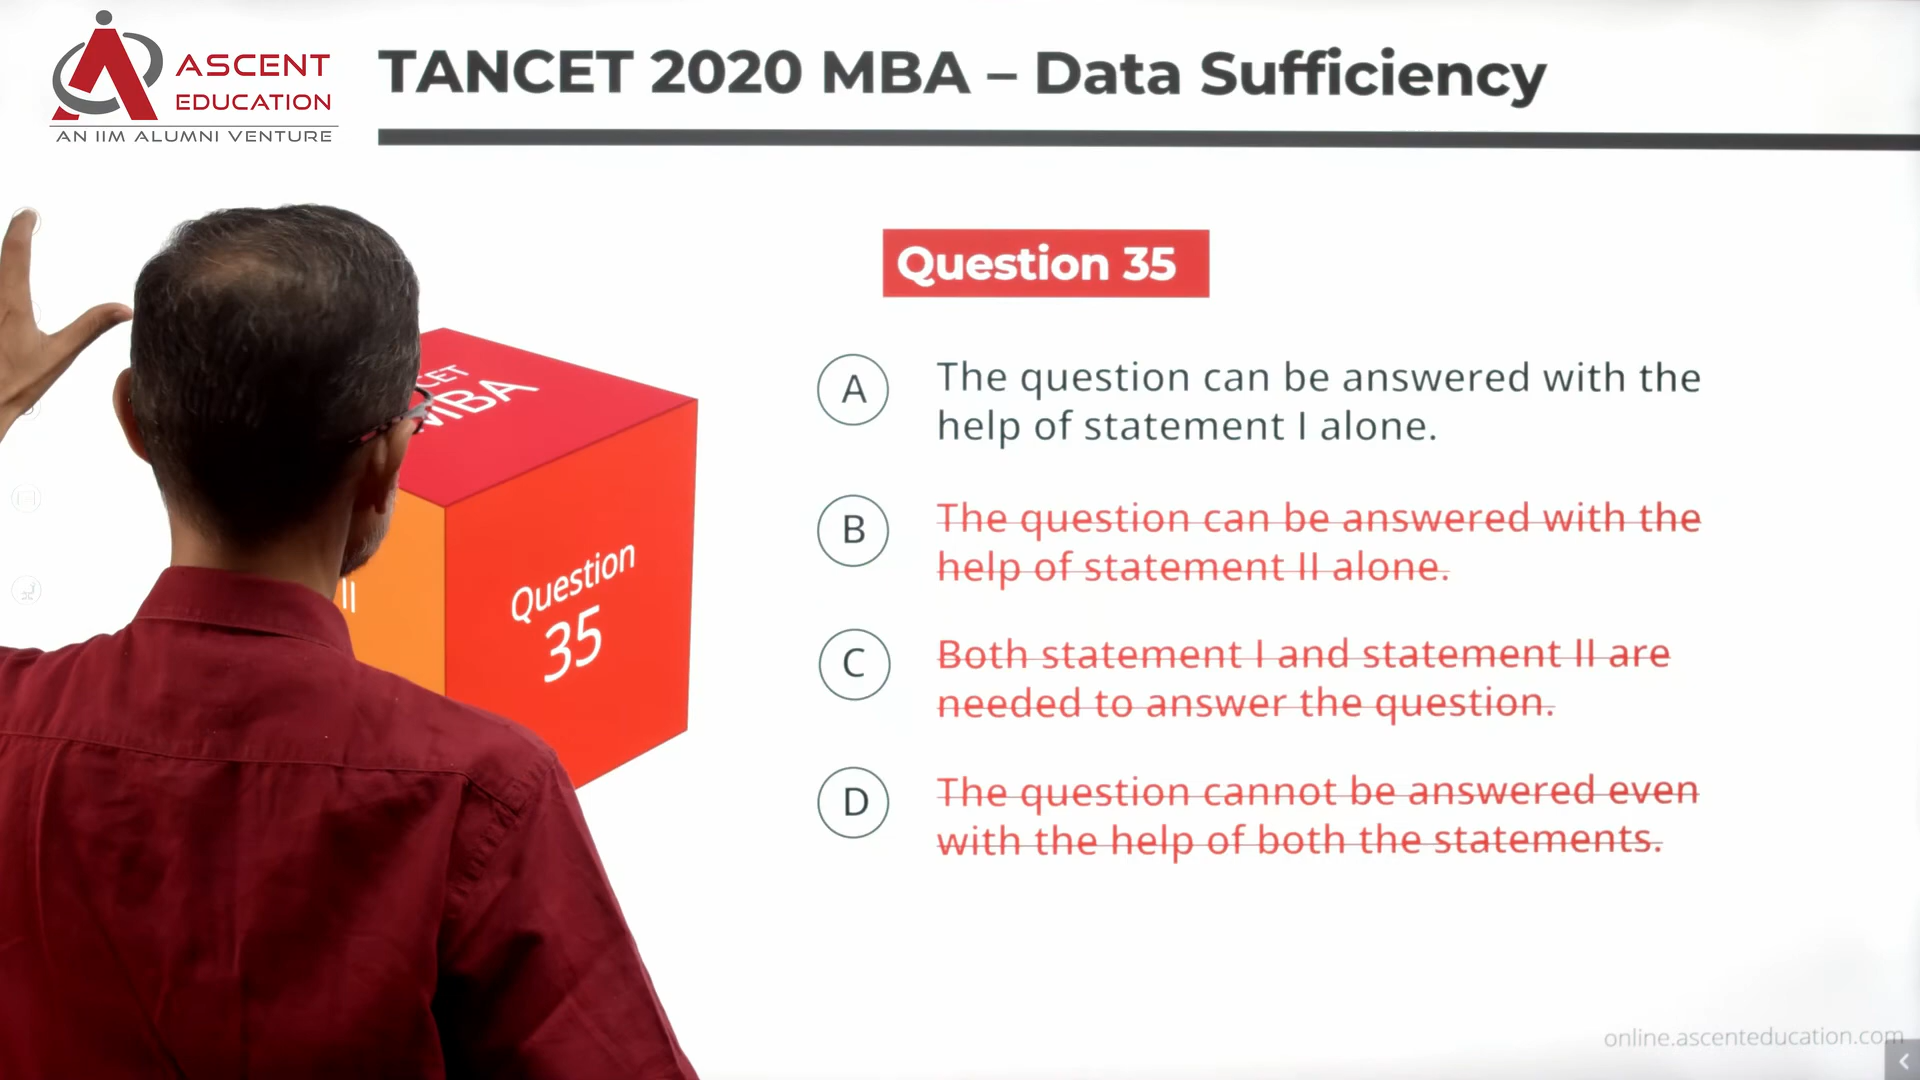 ASCENT
EDUCATION
AN IIM ALUMNI VENTURE
TANCET 2020 MBA – Data Sufficiency
Question 35
A
The question can be answered with the
help of statement I alone.
B
The question can be answered with the
help of statement II alone.
C
Both statement I and statement II are
needed to answer the question.
D
The question cannot be answered even
with the help of both the statements.
CET
MBA
II
Question
35
online.ascenteducation.com